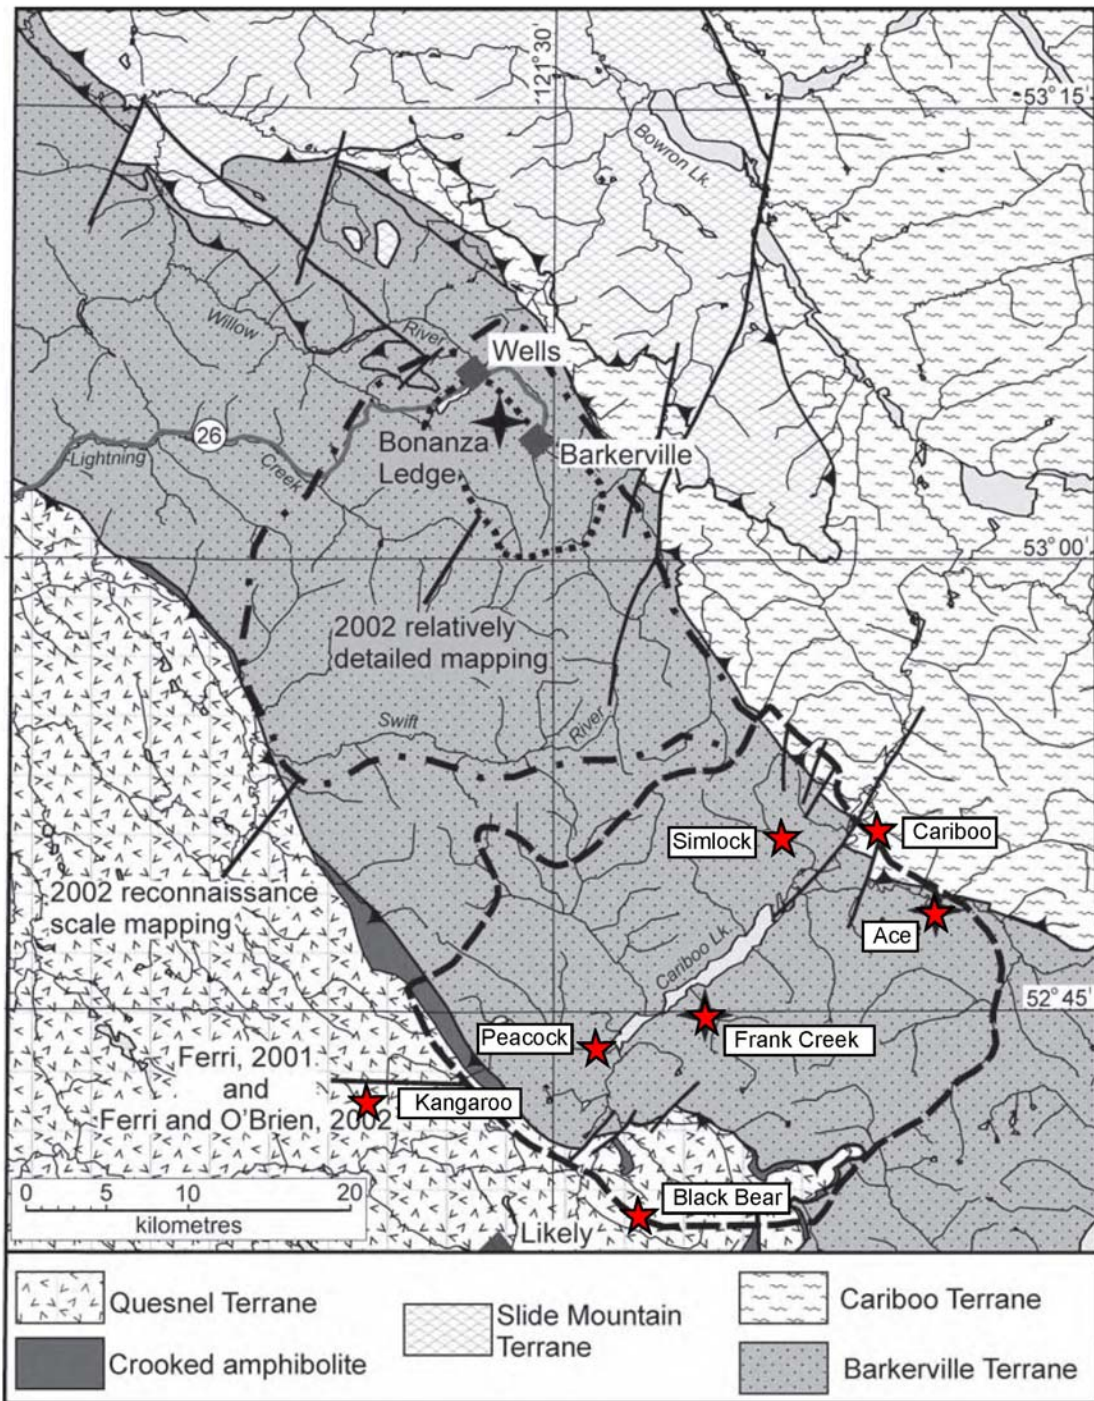 121°30'
53°15'
Bowron Lk.
Willow
River
Wells
26
Bonanza
Ledge
Barkerville
Lightning
Creek
53°00'
2002 relatively
detailed mapping
Swift
River
Simlock
Cariboo
2002 reconnaissance
scale mapping
Ace
Cariboo Lk.
52°45'
Peacock
Frank Creek
Ferri, 2001
and
Ferri and O'Brien, 2002
Kangaroo
Black Bear
0 5 10 20
kilometres
Likely
Quesnel Terrane
Crooked amphibolite
Slide Mountain
Terrane
Cariboo Terrane
Barkerville Terrane